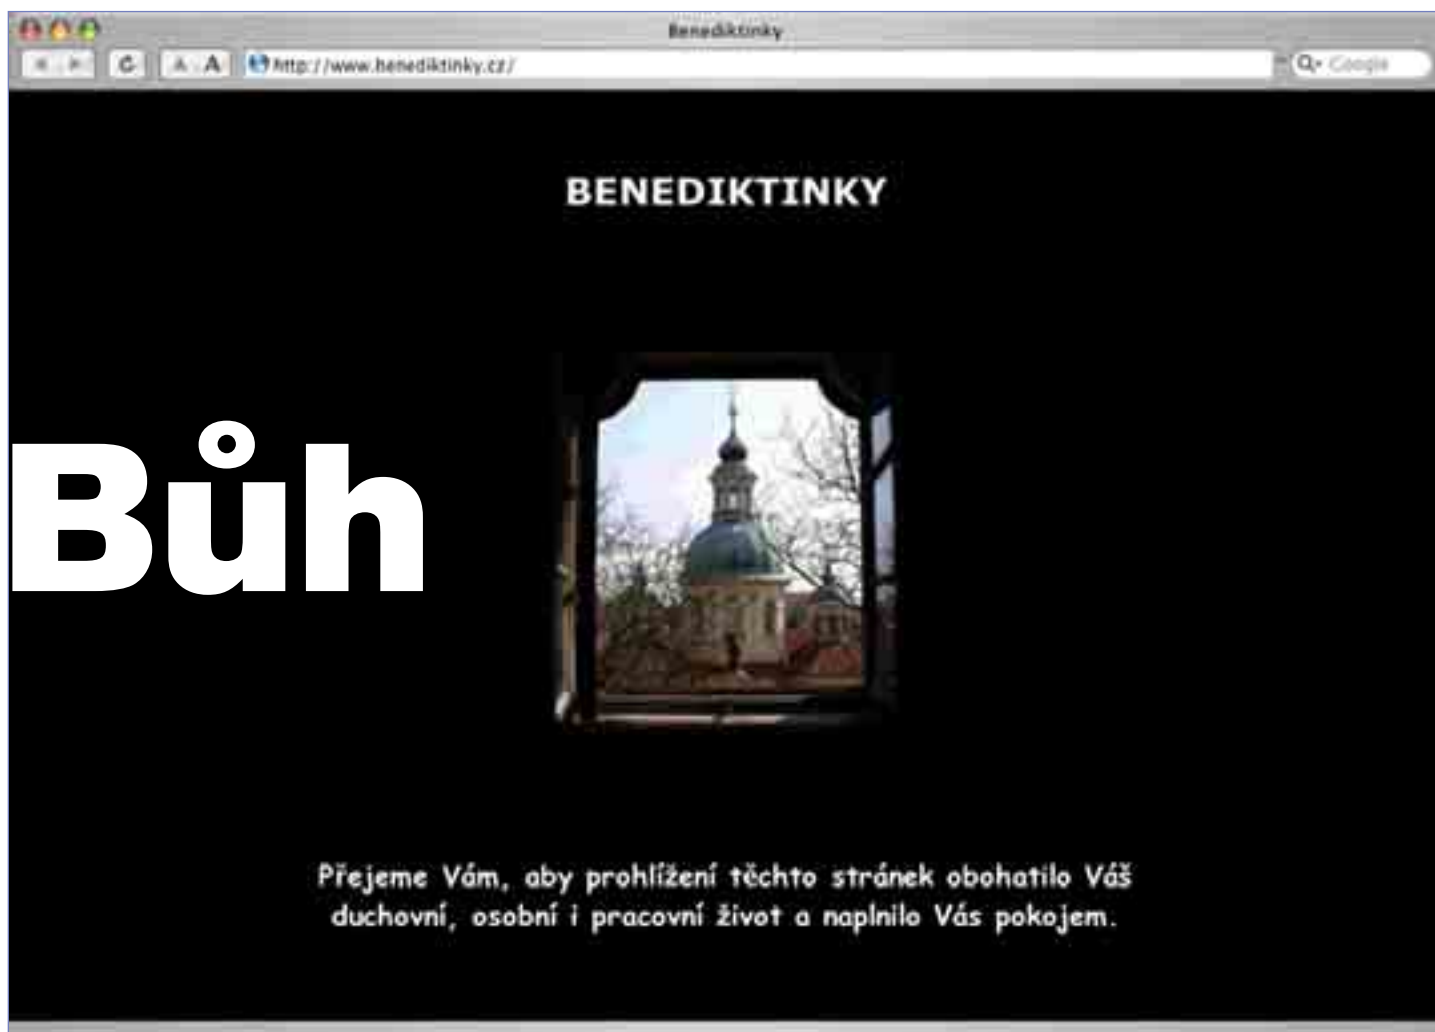 Benediktinky
A A http://www.benediktinky.cz/ Google
BENEDIKTINKY
Bůh
Přejeme Vám, aby prohlížení těchto stránek obohatilo Váš
duchovní, osobní i pracovní život a naplnilo Vás pokojem.